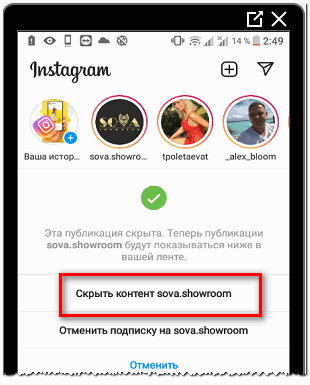 14 % 2:49
Instagram
SOVA
Ваша истор... sova.showro... tpoletaevat _alex_bloom
Эта публикация скрыта. Теперь публикации
sova.showroom будут показываться ниже в
вашей ленте.
Скрыть контент sova.showroom
Отменить подписку на sova.showroom
Отменить